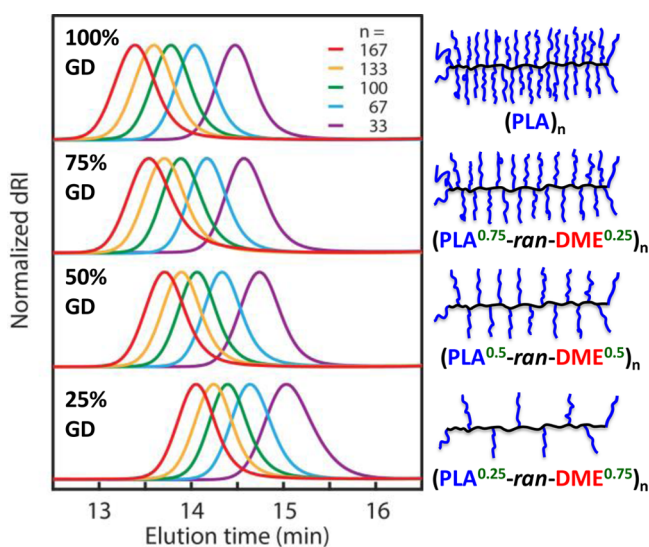 Normalized dRI
100%
GD
n =
167
133
100
67
33
(PLA)n
75%
GD
(PLA0.75-ran-DME0.25)n
50%
GD
(PLA0.5-ran-DME0.5)n
25%
GD
(PLA0.25-ran-DME0.75)n
13 14 15 16
Elution time (min)